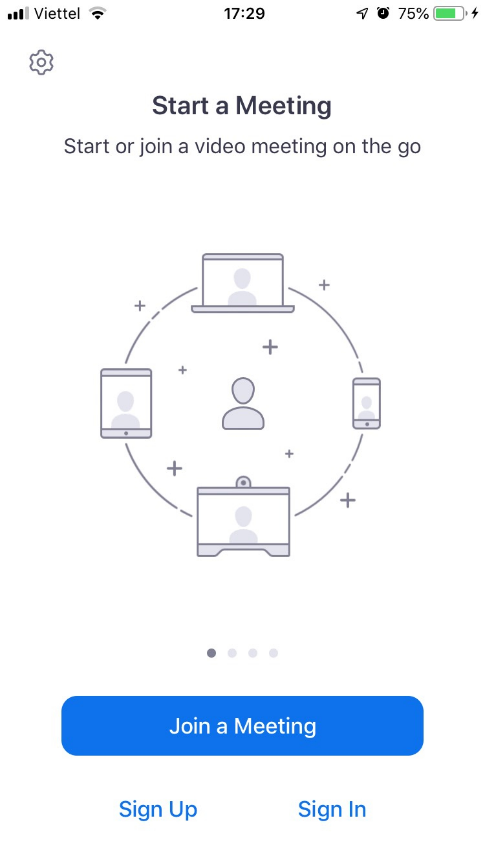 Viettel 17:29 75%
Start a Meeting
Start or join a video meeting on the go
Join a Meeting
Sign Up Sign In